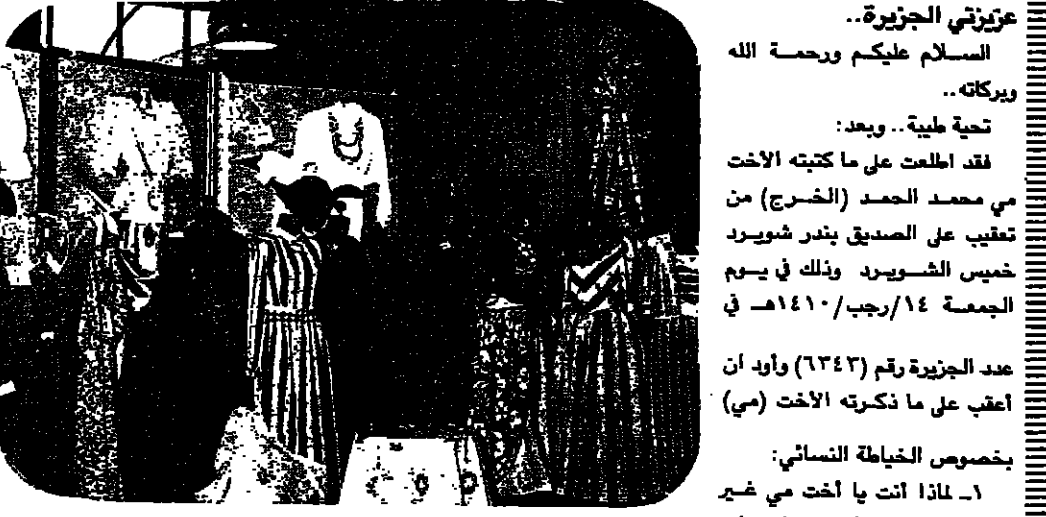 عزيزتي الجزيرة..
السلام عليكم ورحمة الله
وبركاته..
تحية طيبة.. وبعد:
فقد اطلعت على ما كتبته الأخت
مي محمد الحمد (الخرج) من
تعقيب على الصديق بندر شويرد
خميس الشويرد وذلك في يوم
الجمعة ١٤/رجب/١٤١٠هـ في
عدد الجزيرة رقم (٦٣٤٣) وأود ان
أعقب على ما ذكرته الأخت (مي)
بخصوص الخياطة النسائي:
١ـ لماذا أنت يا أخت مي غير